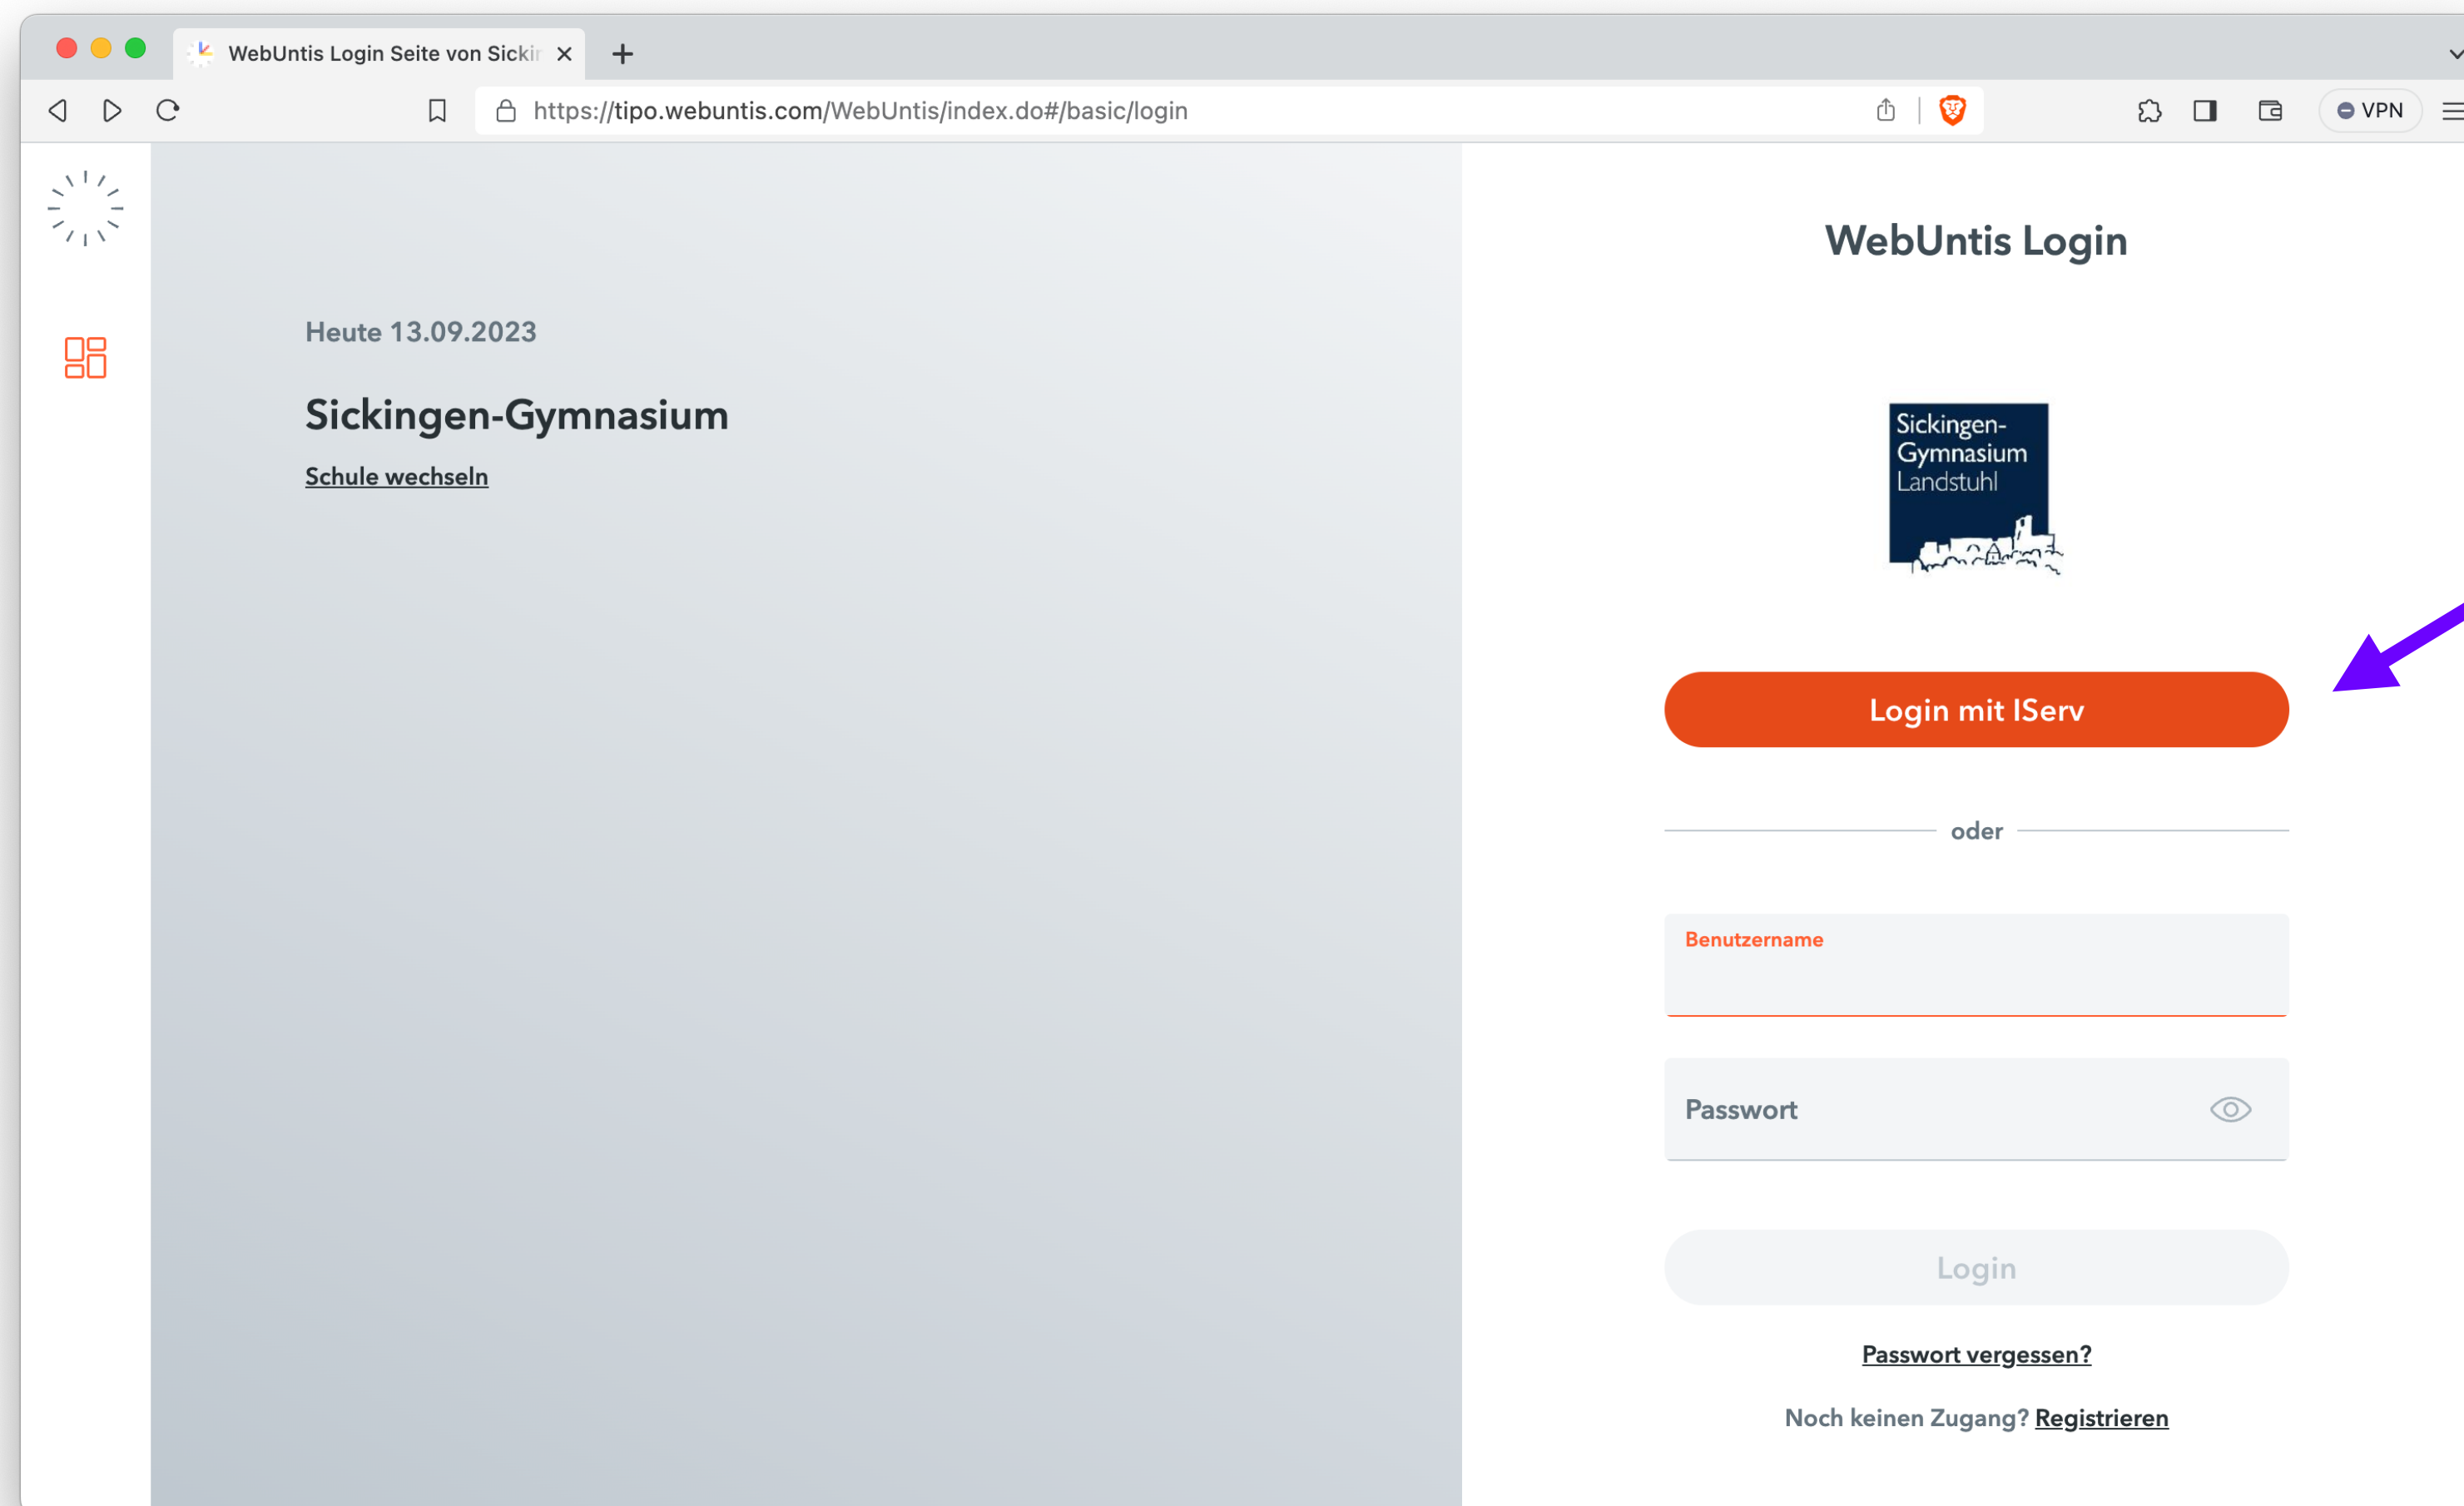 WebUntis Login Seite von Sickin
https://tipo.webuntis.com/WebUntis/index.do#/basic/login
VPN
Heute 13.09.2023
Sickingen-Gymnasium
Schule wechseln
WebUntis Login
Sickingen-
Gymnasium
Landstuhl
Login mit IServ
oder
Benutzername
Passwort
Login
Passwort vergessen?
Noch keinen Zugang? Registrieren